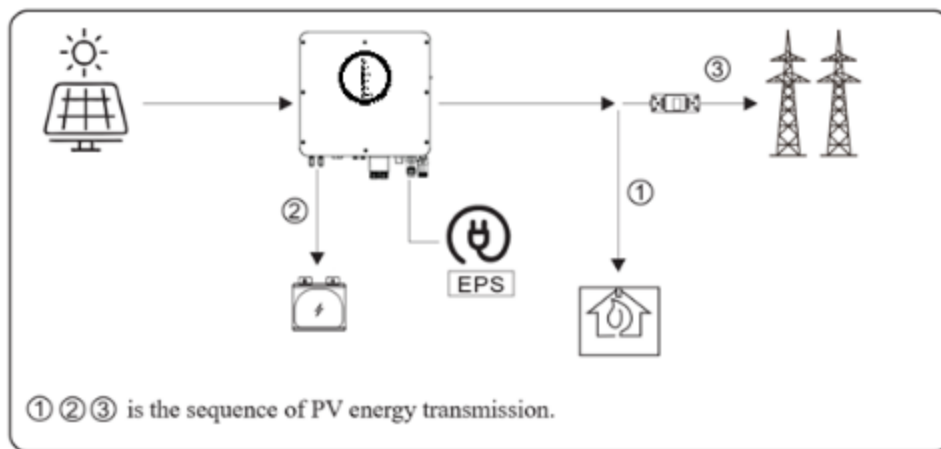 ③
①
②
EPS
①②③ is the sequence of PV energy transmission.